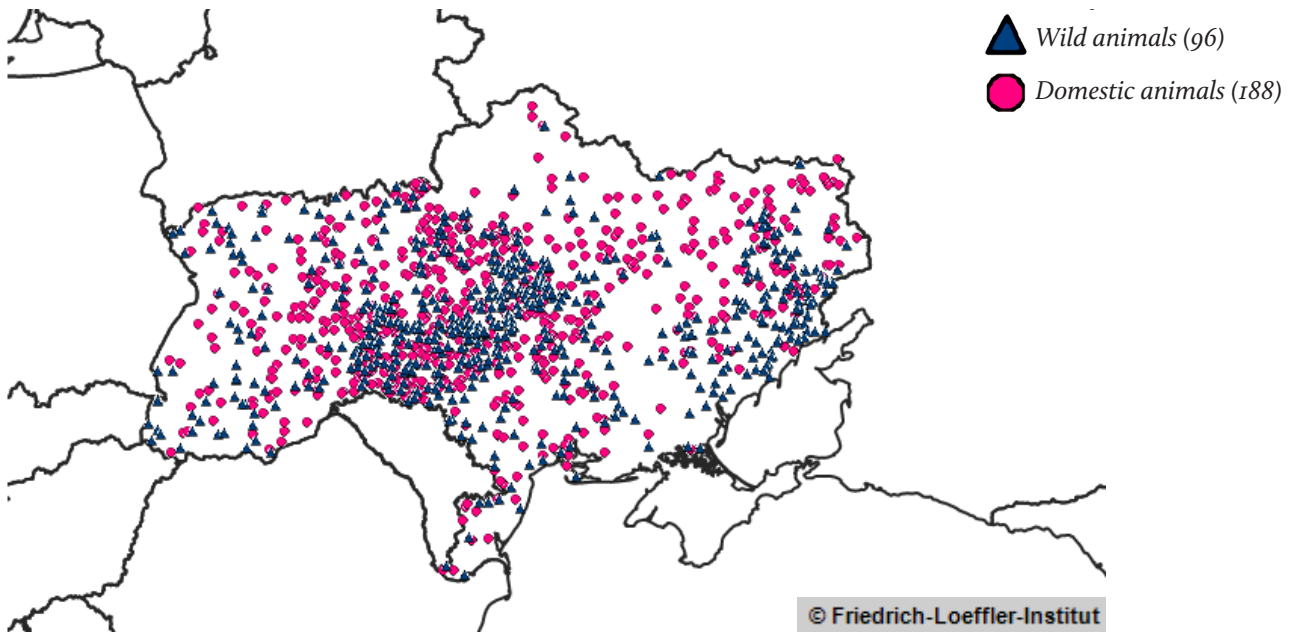 Wild animals (96)
Domestic animals (188)
© Friedrich-Loeffler-Institut